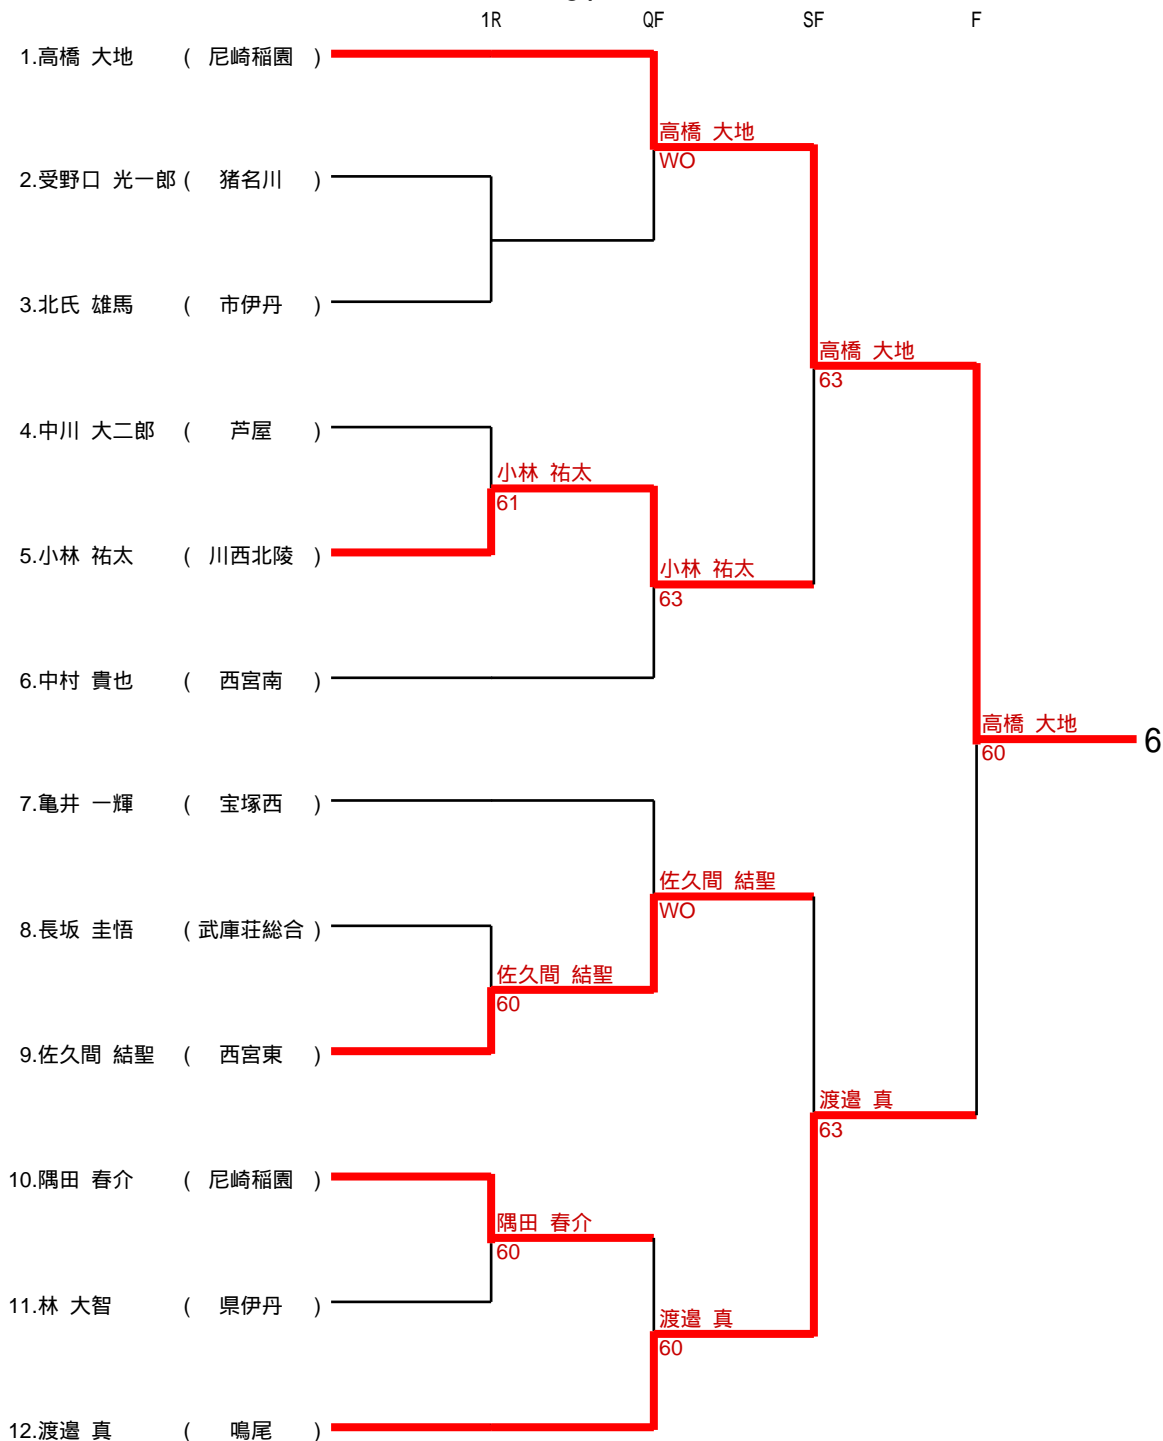 1R QF SF F
1.高橋 大地 ( 尼崎稲園 )
高橋 大地
WO
2.受野口 光一郎 ( 猪名川 )
3.北氏 雄馬 ( 市伊丹 )
高橋 大地
63
4.中川 大二郎 ( 芦屋 )
小林 祐太
61
5.小林 祐太 ( 川西北陵 )
小林 祐太
63
6.中村 貴也 ( 西宮南 )
高橋 大地
60
6
7.亀井 一輝 ( 宝塚西 )
佐久間 結聖
WO
8.長坂 圭悟 ( 武庫荘総合 )
佐久間 結聖
60
9.佐久間 結聖 ( 西宮東 )
渡邉 真
63
10.隅田 春介 ( 尼崎稲園 )
隅田 春介
60
11.林 大智 ( 県伊丹 )
渡邉 真
60
12.渡邉 真 ( 鳴尾 )